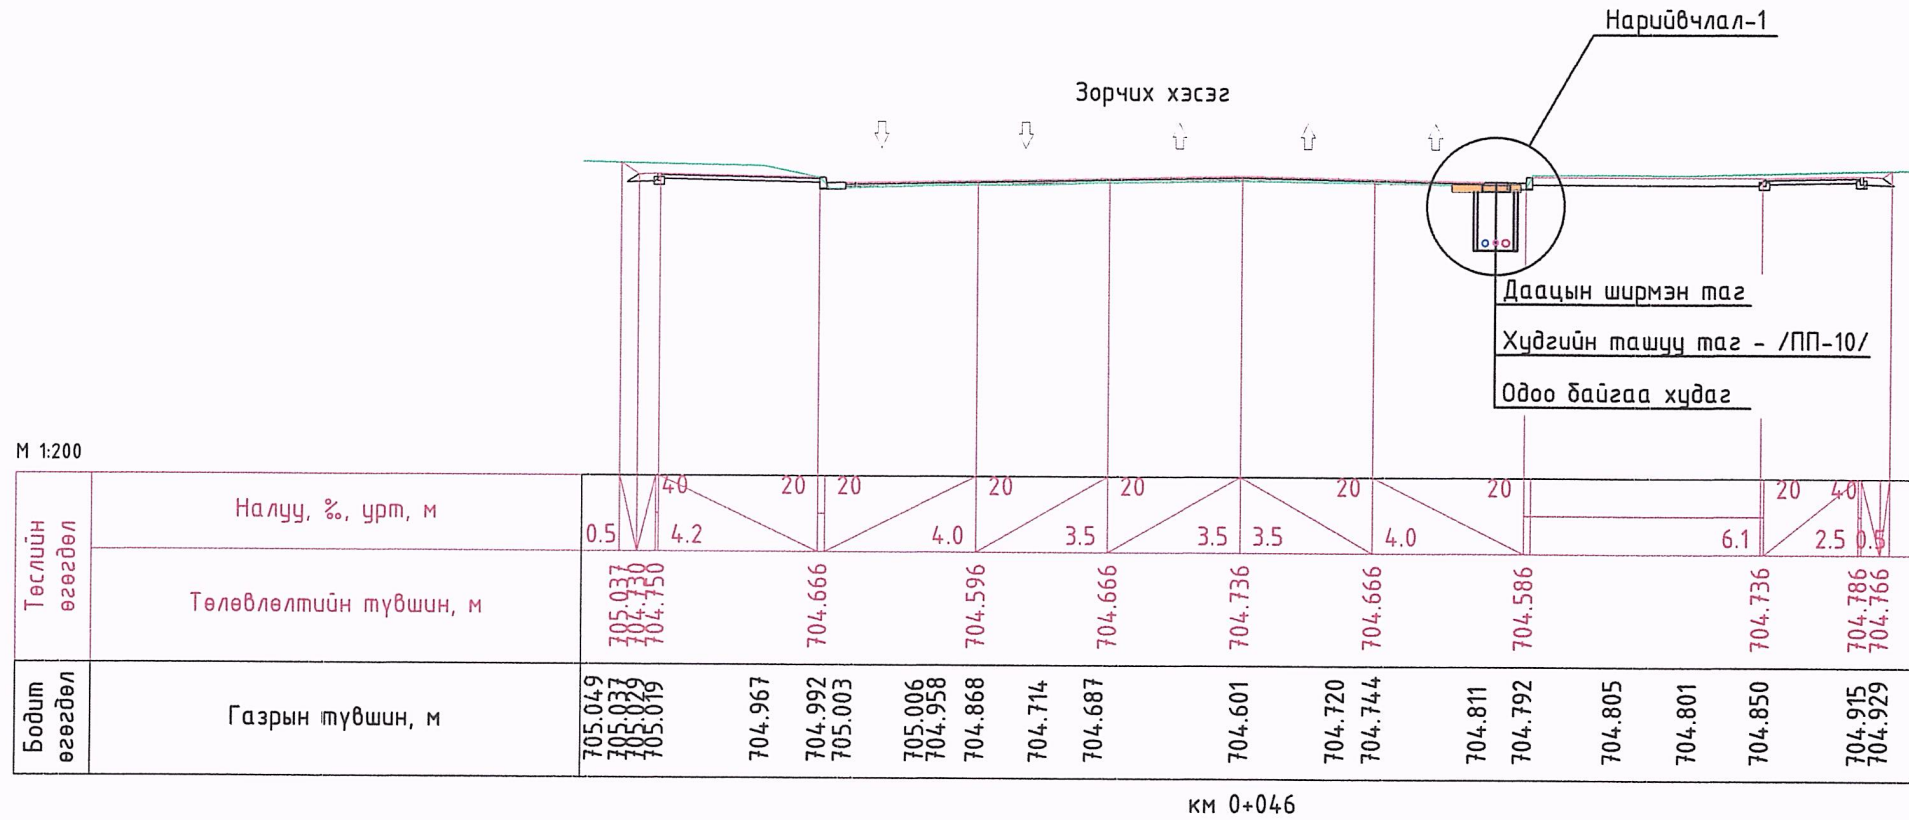 Нарийвчлал-1
Зорчих хэсэг
Даацын ширмэн таг
Худгийн ташуу таг - /ПП-10/
Одоо байгаа худаг
М 1:200
Төслийн өгөгдөл
Налуу, ‰, урт, м
40 20 20 20 20 20 20 20 40
0.5 4.2 4.0 3.5 3.5 3.5 4.0 6.1 2.5 0.5
Төлөвлөлтийн түвшин, м
705.037 704.730 704.750 704.666 704.596 704.666 704.736 704.666 704.586 704.736 704.786 704.766
Бодит өгөгдөл
Газрын түвшин, м
705.049 705.037 705.029 705.019 704.967 704.992 705.003 705.006 704.958 704.868 704.714 704.687 704.601 704.720 704.744 704.811 704.792 704.805 704.801 704.850 704.915 704.929
км 0+046